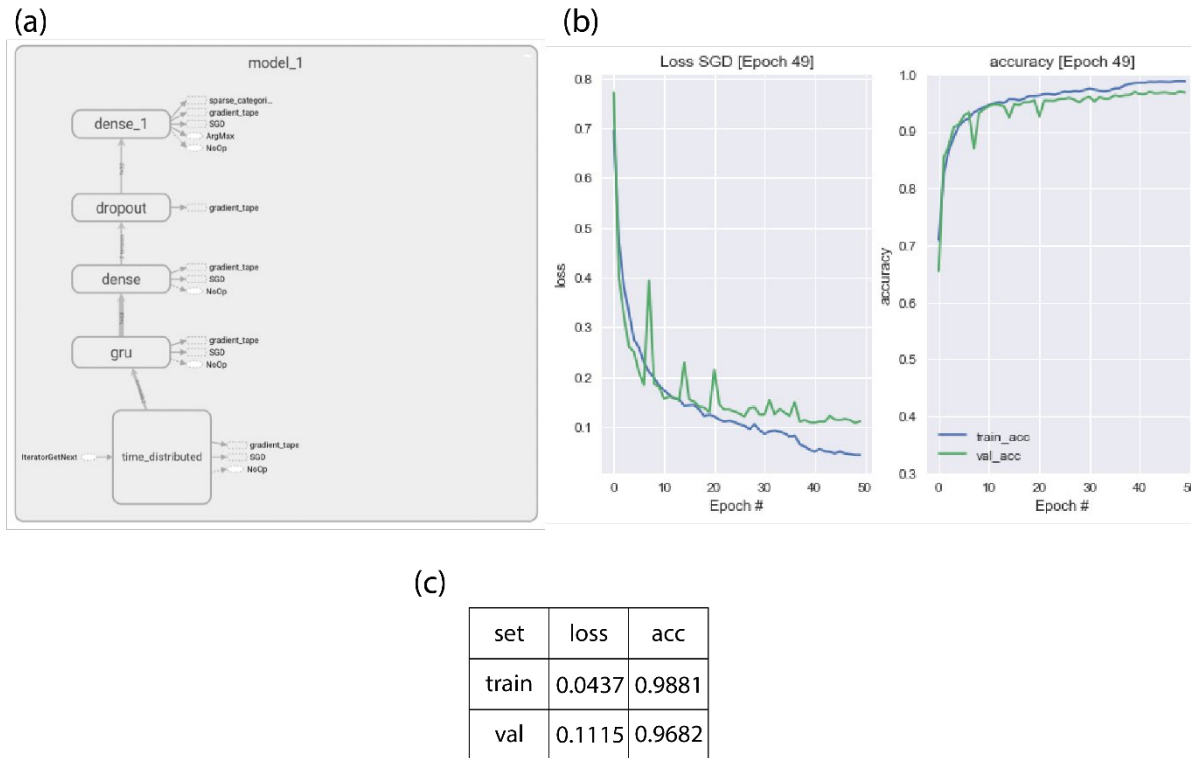 (a)
model_1
sparse_categori...
gradient_tape
dense_1
SGD
ArgMax
NoOp
dropout
gradient_tape
gradient_tape
dense
SGD
NoOp
gradient_tape
gru
SGD
NoOp
gradient_tape
IteratorGetNext
time_distributed
SGD
NoOp
(b)
Loss SGD [Epoch 49]
0.8
0.7
0.6
0.5
0.4
0.3
0.2
0.1
loss
0 10 20 30 40 50
Epoch #
accuracy [Epoch 49]
1.0
0.9
0.8
0.7
0.6
0.5
0.4
0.3
accuracy
train_acc
val_acc
0 10 20 30 40 50
Epoch #
(c)
set loss acc
train 0.0437 0.9881
val 0.1115 0.9682